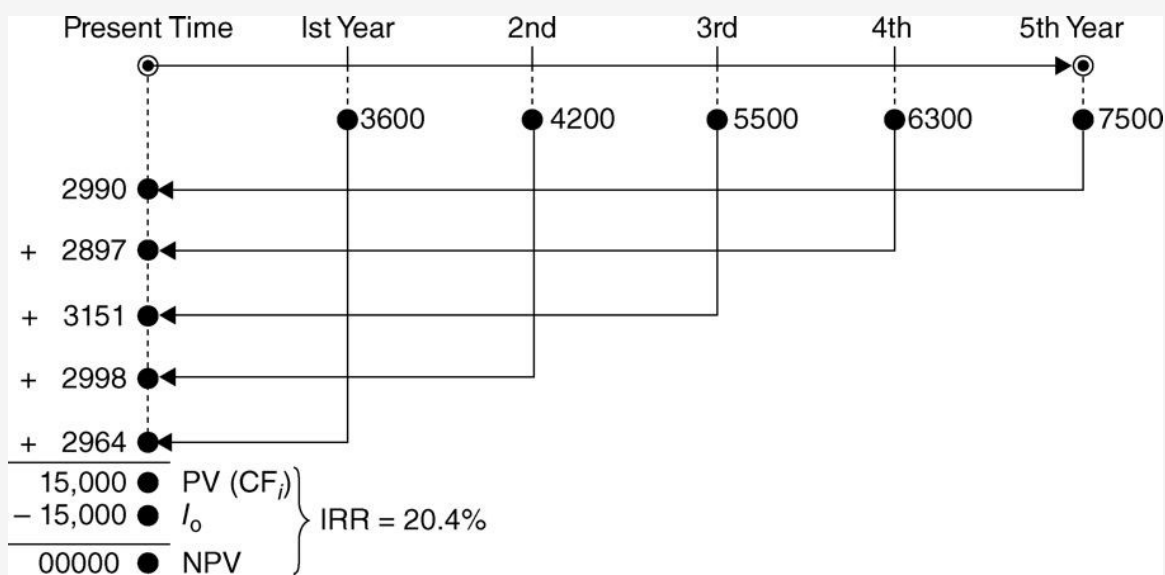 Present Time Ist Year 2nd 3rd 4th 5th Year
3600 4200 5500 6300 7500
2990
+ 2897
+ 3151
+ 2998
+ 2964
15,000 PV (CFi)
– 15,000 Io
IRR = 20.4%
00000 NPV